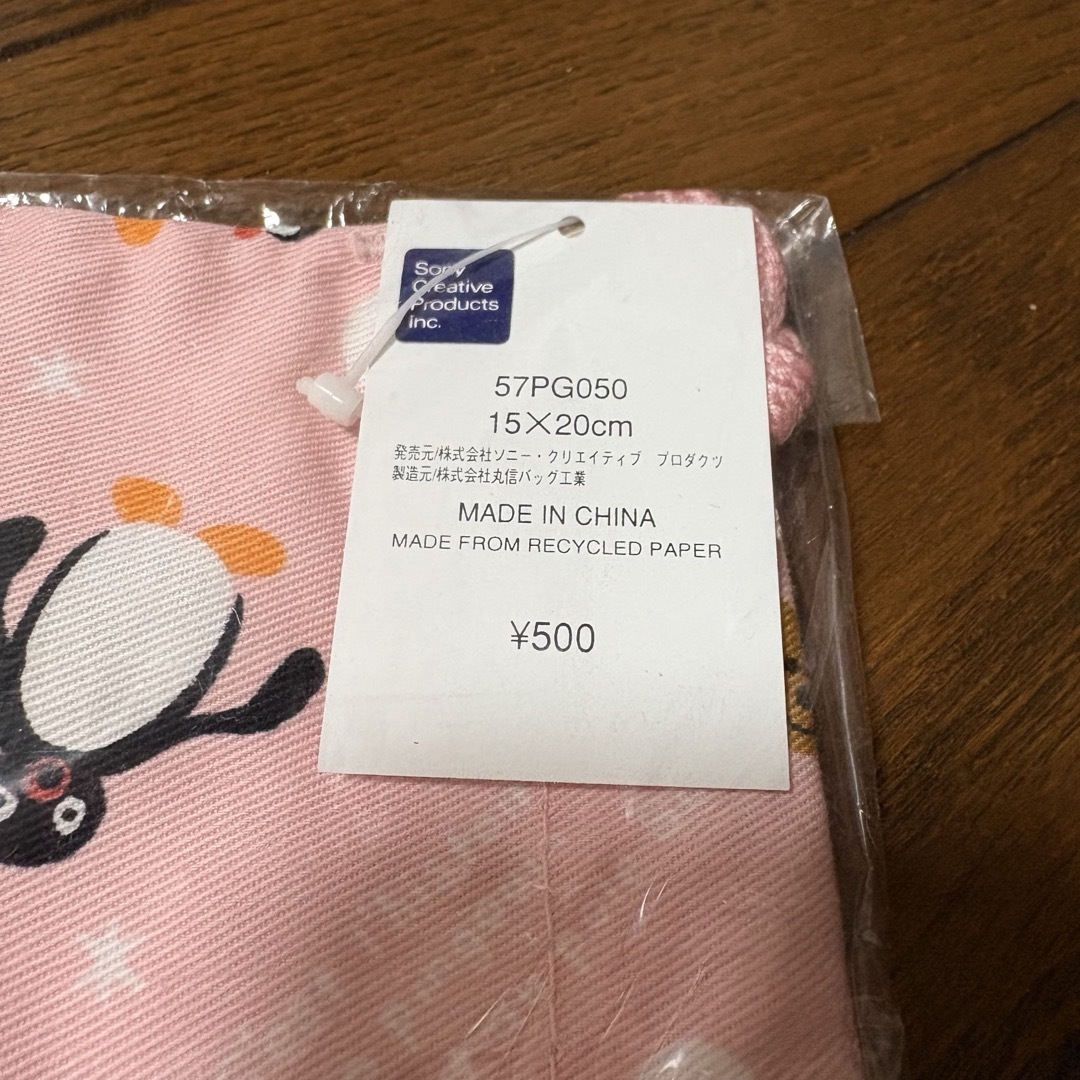 Sony
Creative
Products
Inc.
57PG050
15×20cm
発売元/株式会社ソニー・クリエイティブ プロダクツ
製造元/株式会社丸信バッグ工業
MADE IN CHINA
MADE FROM RECYCLED PAPER
¥500